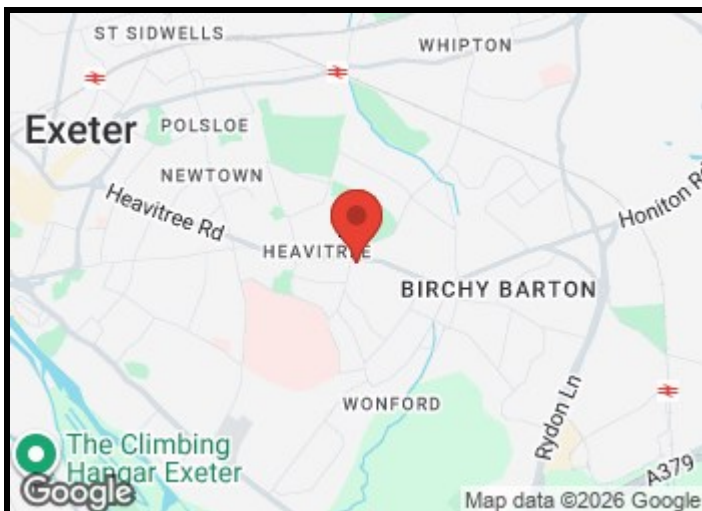 ST SIDWELLS
WHIPTON
Exeter
POLSLOE
NEWTOWN
Heavitree Rd
Honiton Rd
HEAVITREE
BIRCHY BARTON
WONFORD
Rydon Ln
The Climbing
Hangar Exeter
A379
Google
Map data ©2026 Google